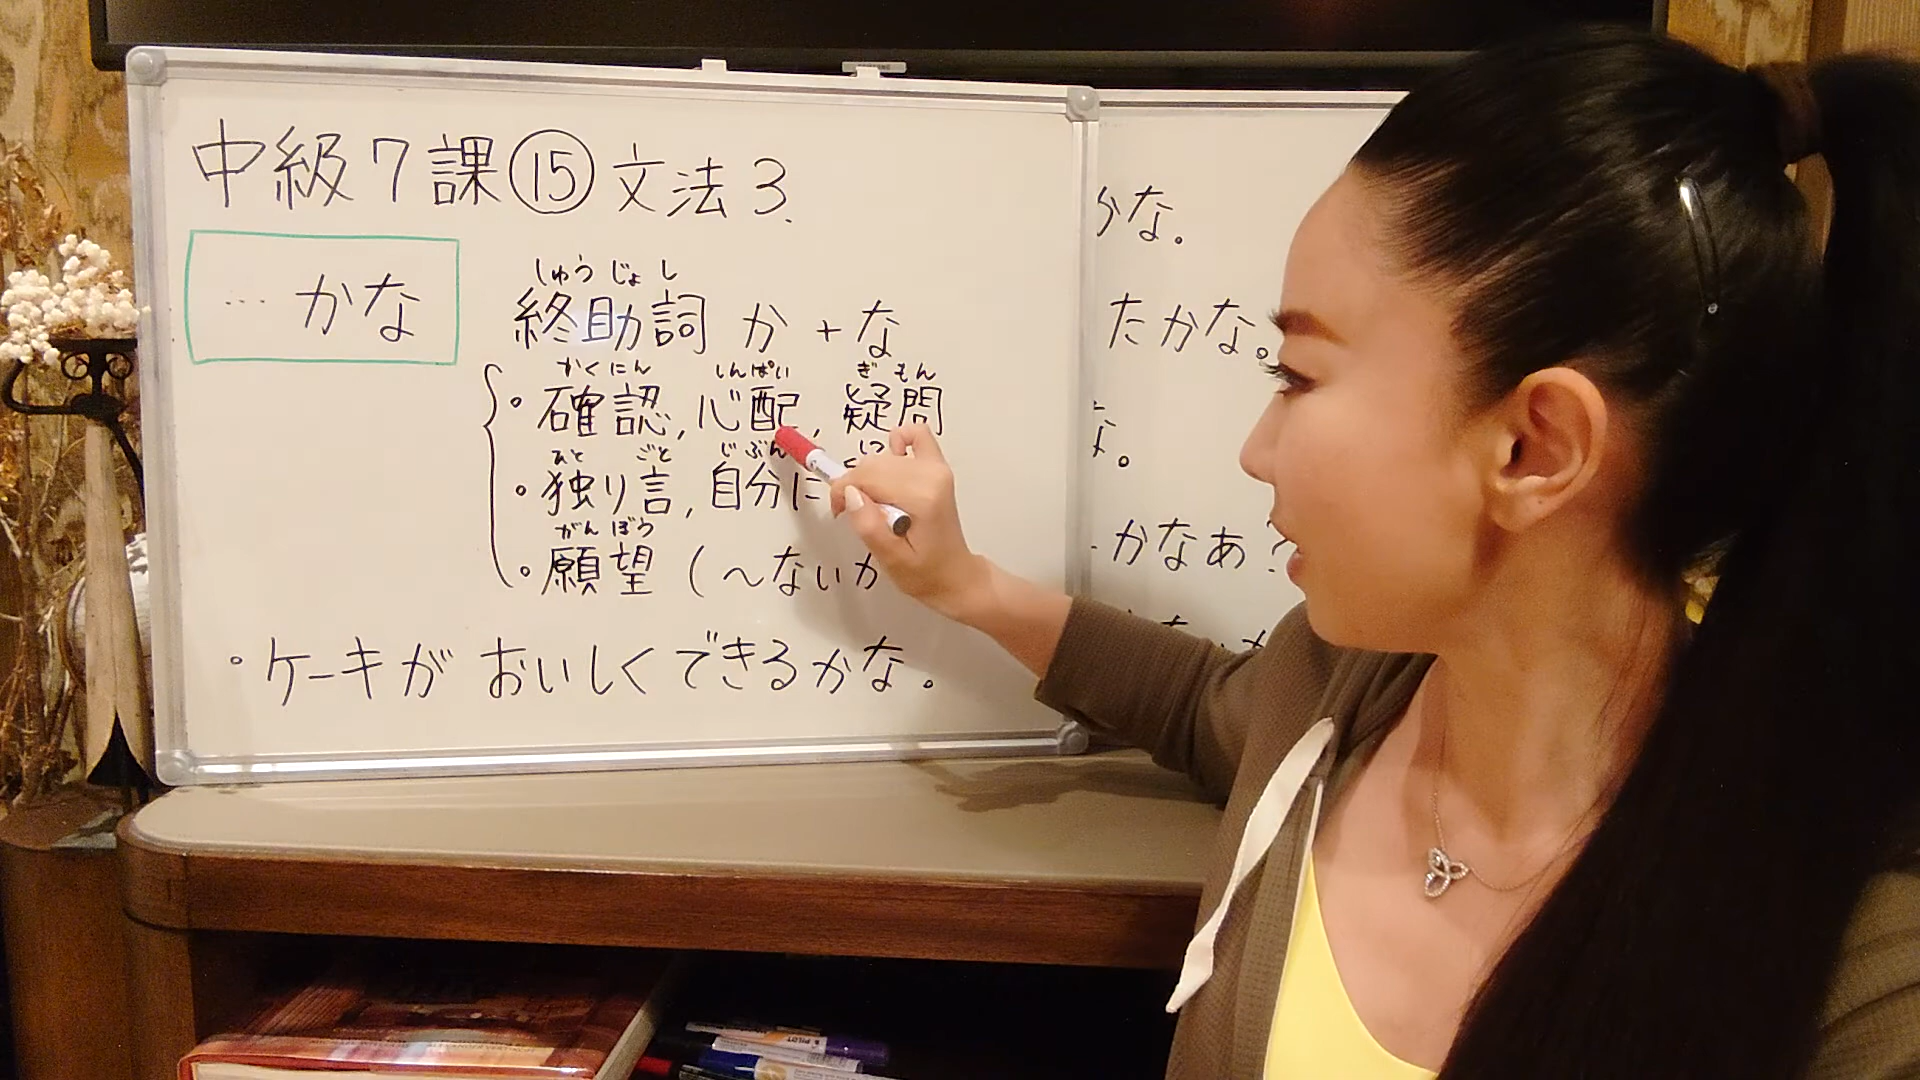 中級7課⑮文法3.
…かな
しゅうじょし
終助詞 か+な
かくにん しんぱい ぎもん
・確認,心配,疑問
ひと ごと じぶん
・独り言,自分に
がんぼう
・願望(〜ないか
・ケーキが おいしくできるかな。
かな。
たかな。
な。
かなぁ?
PILOT